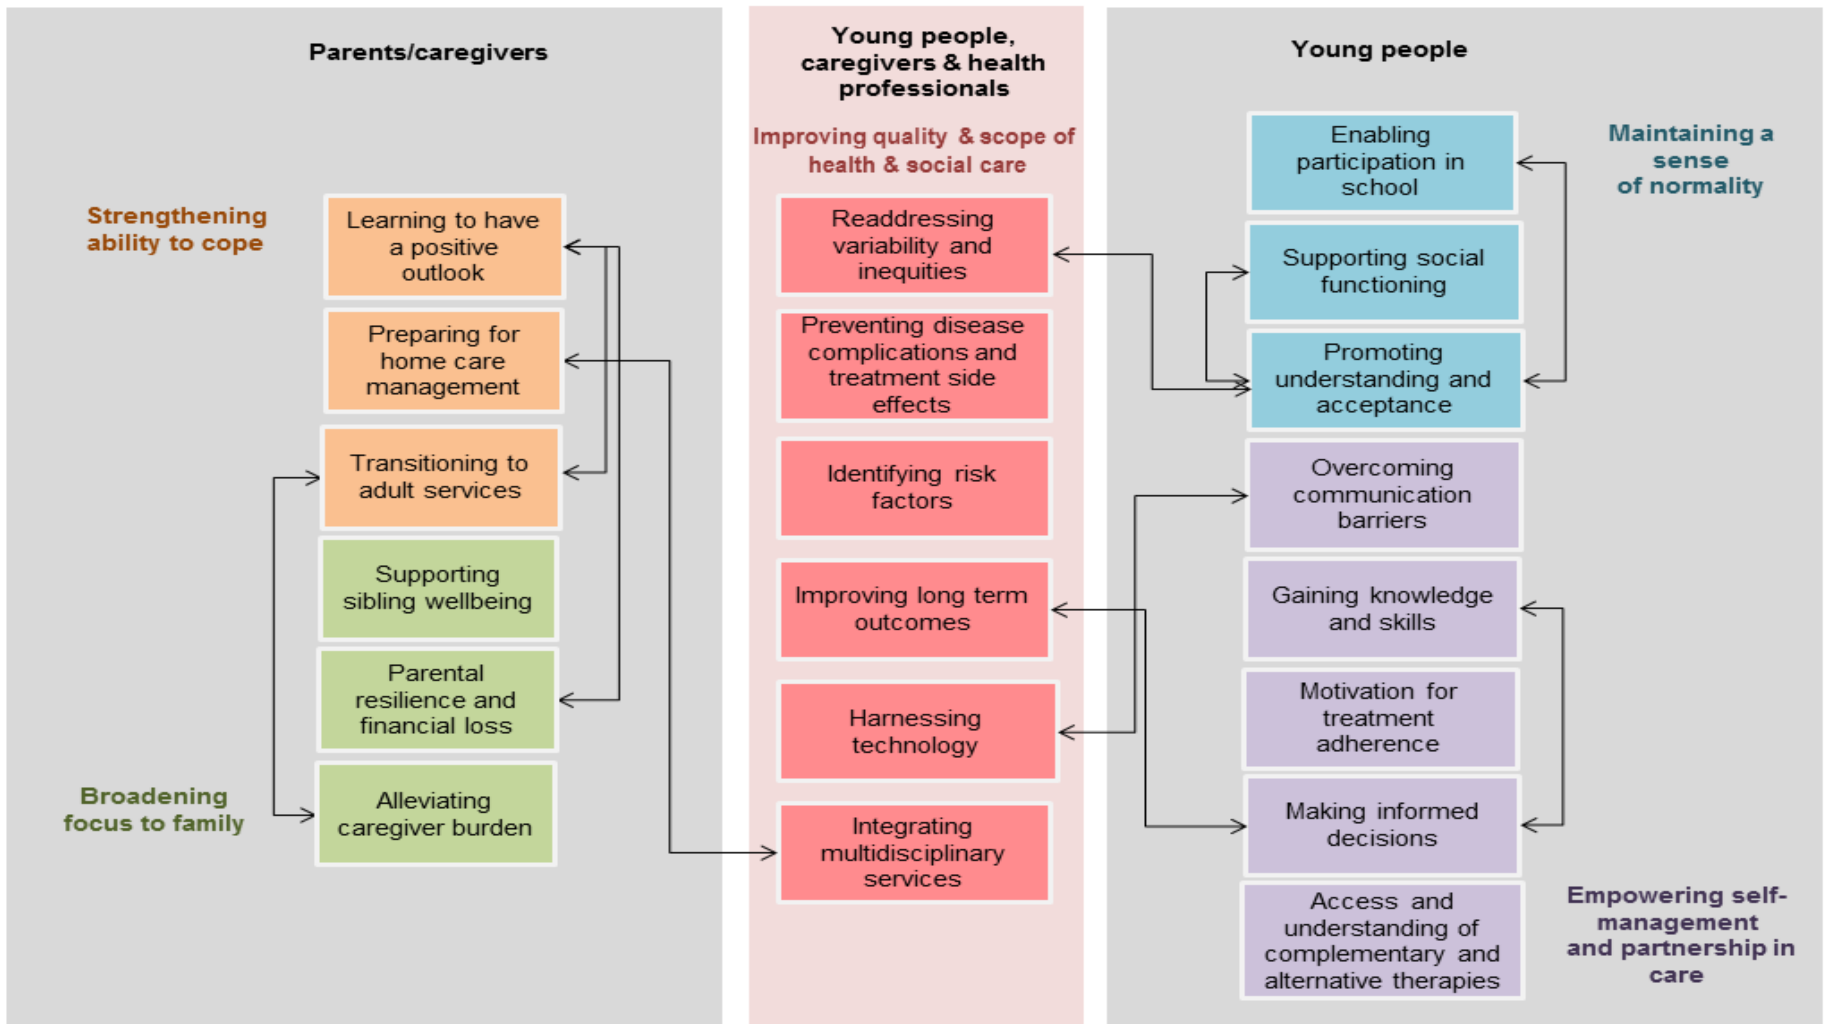 Parents/caregivers
Strengthening
ability to cope
Learning to have
a positive
outlook
Preparing for
home care
management
Transitioning to
adult services
Supporting
sibling wellbeing
Parental
resilience and
financial loss
Broadening
focus to family
Alleviating
caregiver burden
Young people,
caregivers & health
professionals
Improving quality & scope of
health & social care
Readdressing
variability and
inequities
Preventing disease
complications and
treatment side
effects
Identifying risk
factors
Improving long term
outcomes
Harnessing
technology
Integrating
multidisciplinary
services
Young people
Enabling
participation in
school
Maintaining a
sense
of normality
Supporting social
functioning
Promoting
understanding and
acceptance
Overcoming
communication
barriers
Gaining knowledge
and skills
Motivation for
treatment
adherence
Making informed
decisions
Access and
understanding of
complementary and
alternative therapies
Empowering self-
management
and partnership in
care